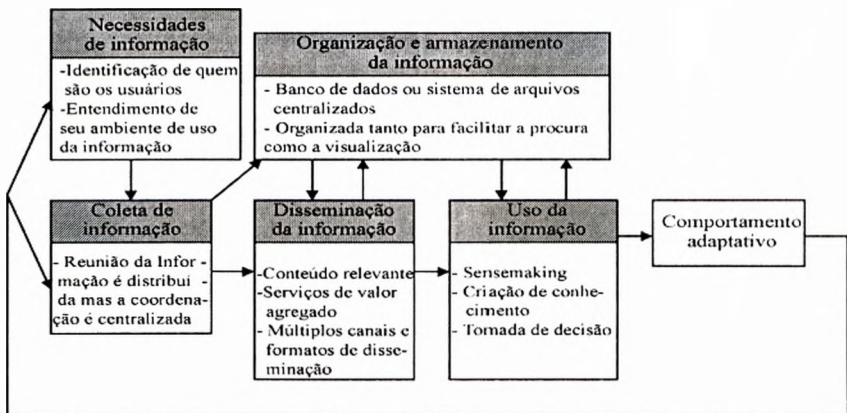 Necessidades
de informação
-Identificação de quem
são os usuários
-Entendimento de
seu ambiente de uso
da informação
Organização e armazenamento
da informação
- Banco de dados ou sistema de arquivos
centralizados
- Organizada tanto para facilitar a procura
como a visualização
Coleta de
informação
- Reunião da Infor -
mação é distribuí -
da mas a coordena-
ção é centralizada
Disseminação
da informação
-Conteúdo relevante
-Serviços de valor
agregado
- Múltiplos canais e
formatos de disse-
minação
Uso da
informação
- Sensemaking
- Criação de conhe-
cimento
- Tomada de decisão
Comportamento
adaptativo